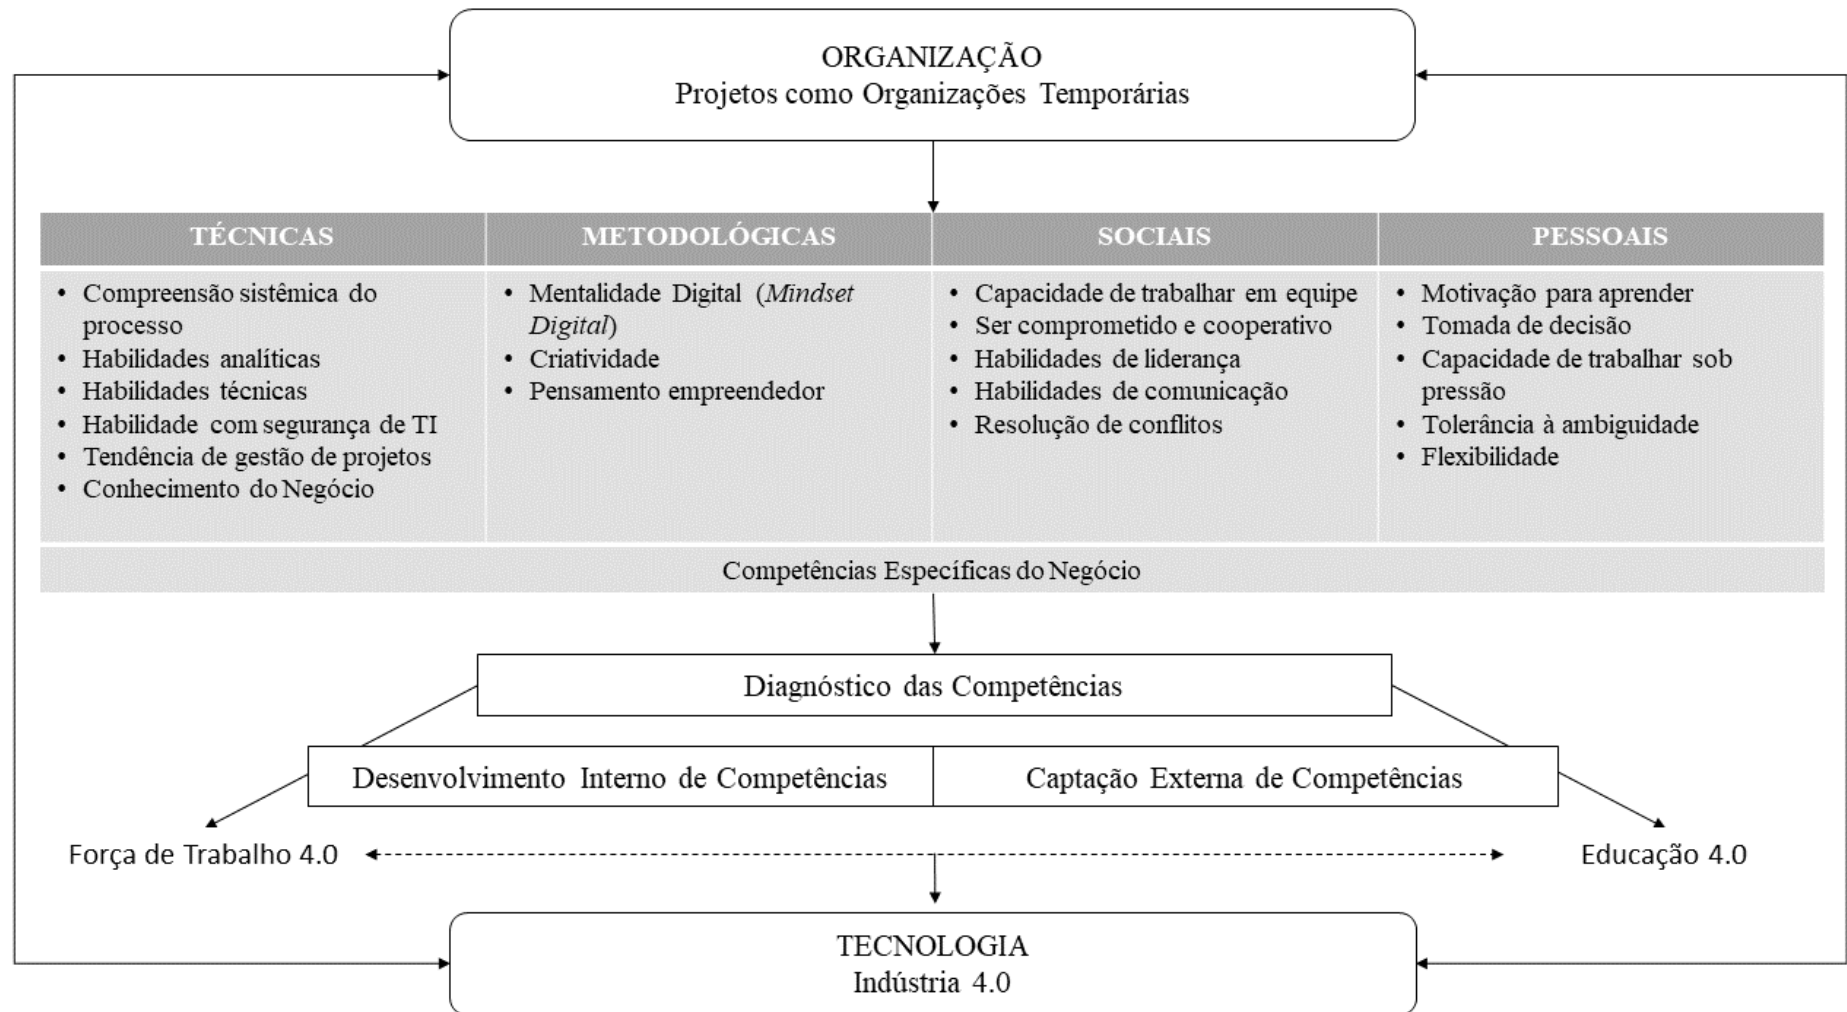 ORGANIZAÇÃO
Projetos como Organizações Temporárias
TÉCNICAS
• Compreensão sistêmica do
processo
• Habilidades analíticas
• Habilidades técnicas
• Habilidade com segurança de TI
• Tendência de gestão de projetos
• Conhecimento do Negócio
METODOLÓGICAS
• Mentalidade Digital (Mindset
Digital)
• Criatividade
• Pensamento empreendedor
SOCIAIS
• Capacidade de trabalhar em equipe
• Ser comprometido e cooperativo
• Habilidades de liderança
• Habilidades de comunicação
• Resolução de conflitos
PESSOAIS
• Motivação para aprender
• Tomada de decisão
• Capacidade de trabalhar sob
pressão
• Tolerância à ambiguidade
• Flexibilidade
Competências Específicas do Negócio
Diagnóstico das Competências
Desenvolvimento Interno de Competências
Captação Externa de Competências
Força de Trabalho 4.0
Educação 4.0
TECNOLOGIA
Indústria 4.0